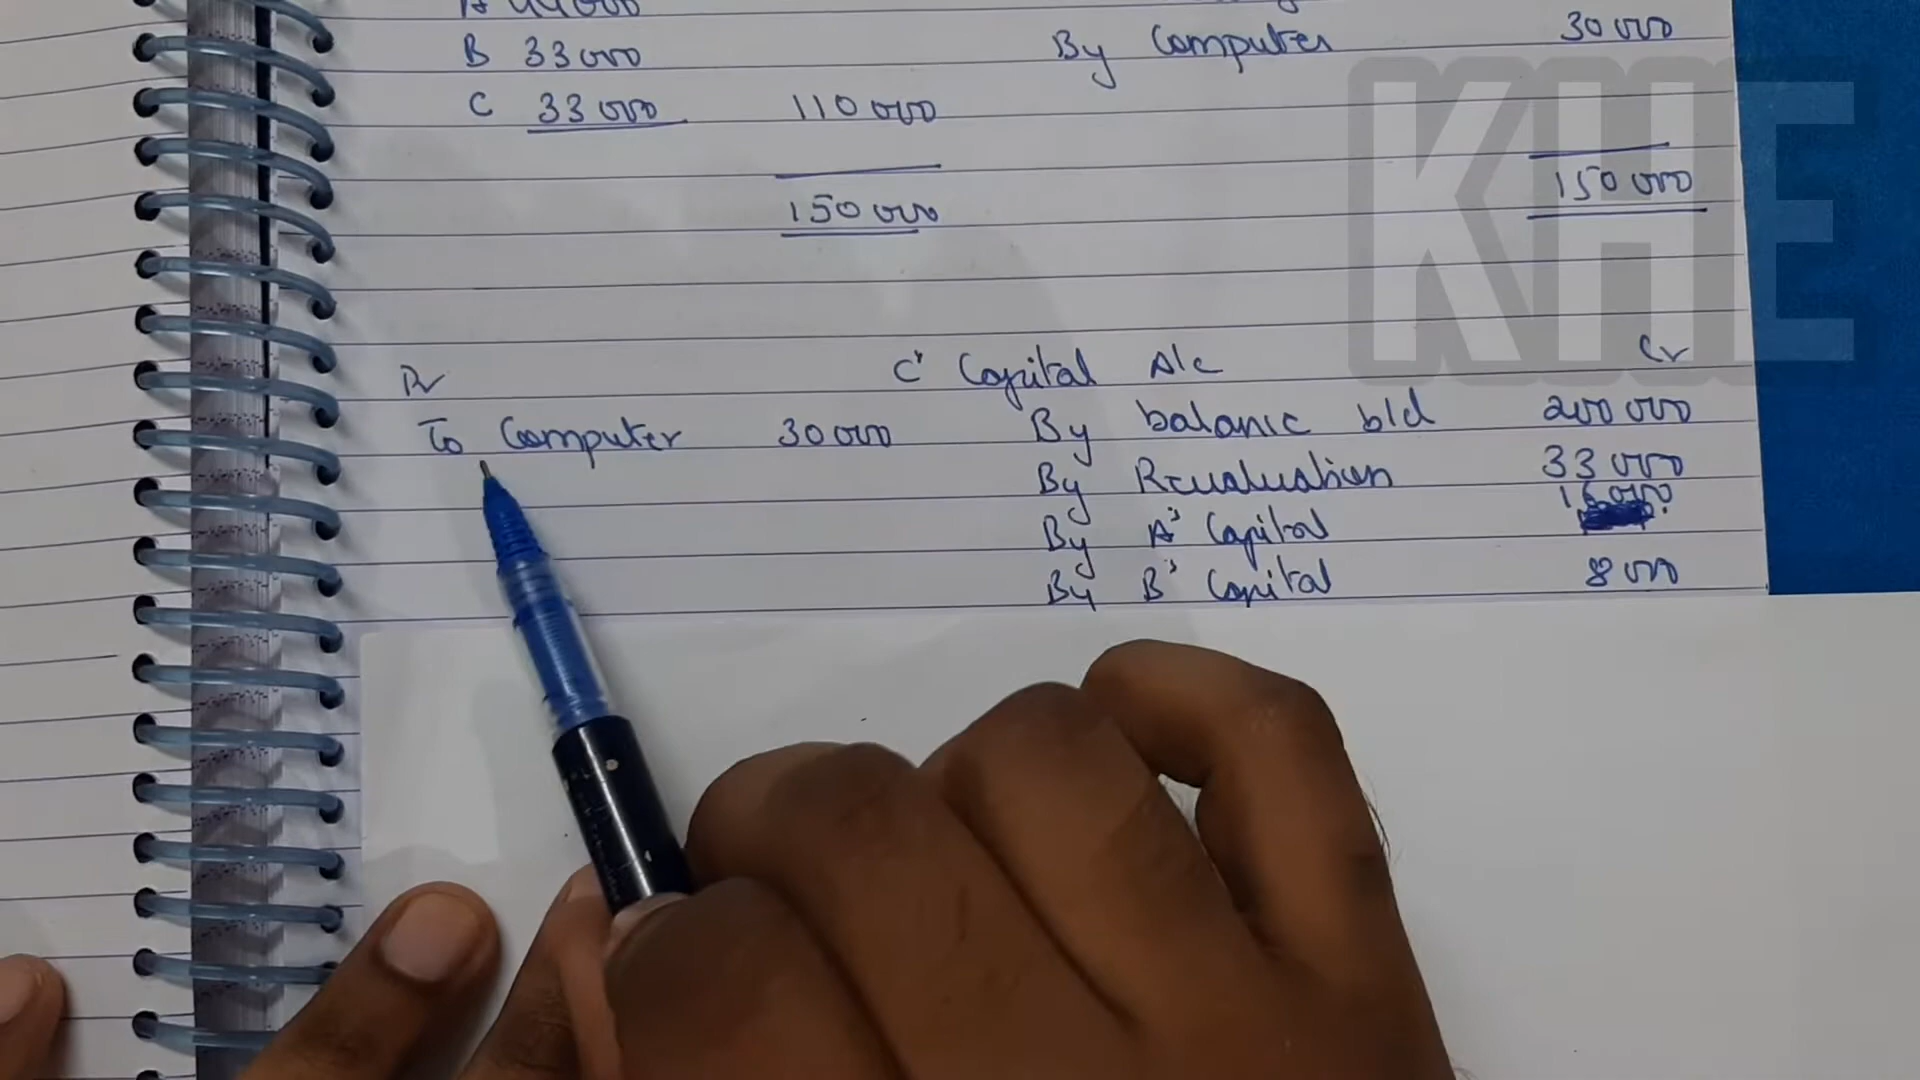 A 44000
B 33000 By Computer 30000
C 33000 110000
150000 150000
KHE
Dr C' Capital A/c Cr
To Computer 30000 By balance b/d 200000
By Revaluation 33000
By A' Capital 16000
By B' Capital 8000